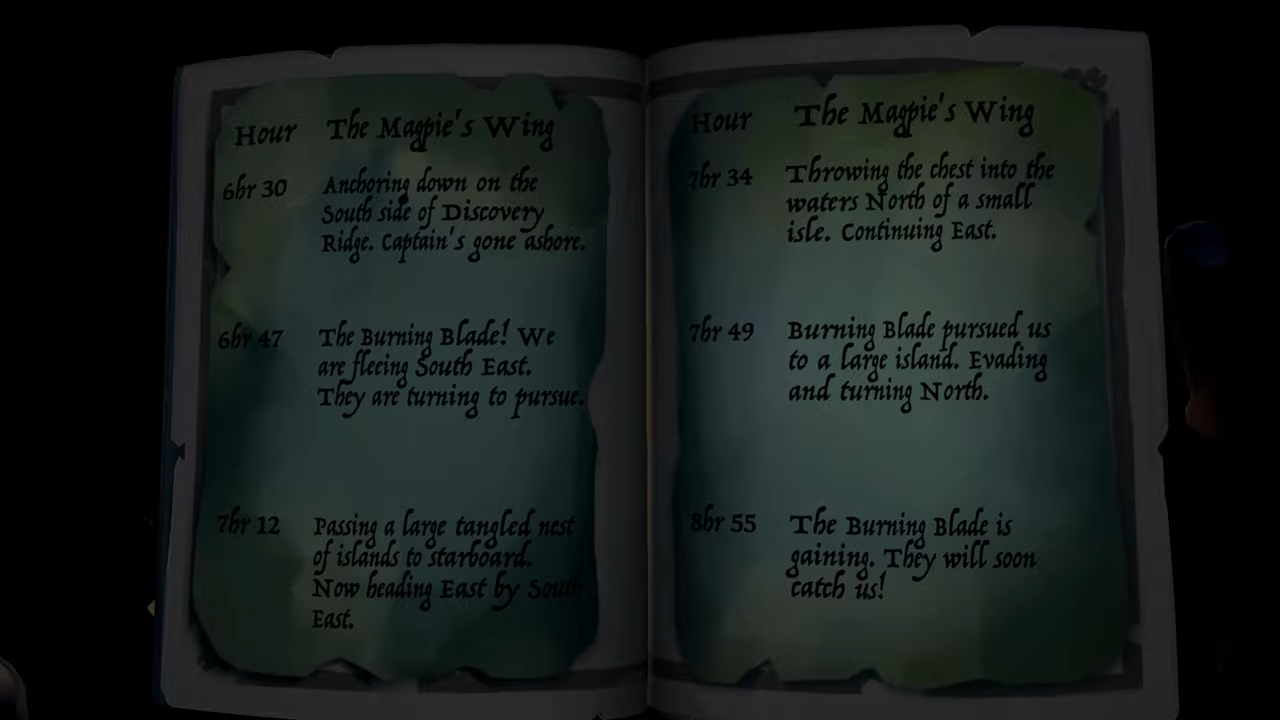 Hour The Magpie's Wing
6hr 30 Anchoring down on the
South side of Discovery
Ridge. Captain's gone ashore.
6hr 47 The Burning Blade! We
are fleeing South East.
They are turning to pursue.
7hr 12 Passing a large tangled nest
of islands to starboard.
Now heading East by South
East.
Hour The Magpie's Wing
7hr 34 Throwing the chest into the
waters North of a small
isle. Continuing East.
7hr 49 Burning Blade pursued us
to a large island. Evading
and turning North.
8hr 55 The Burning Blade is
gaining. They will soon
catch us!